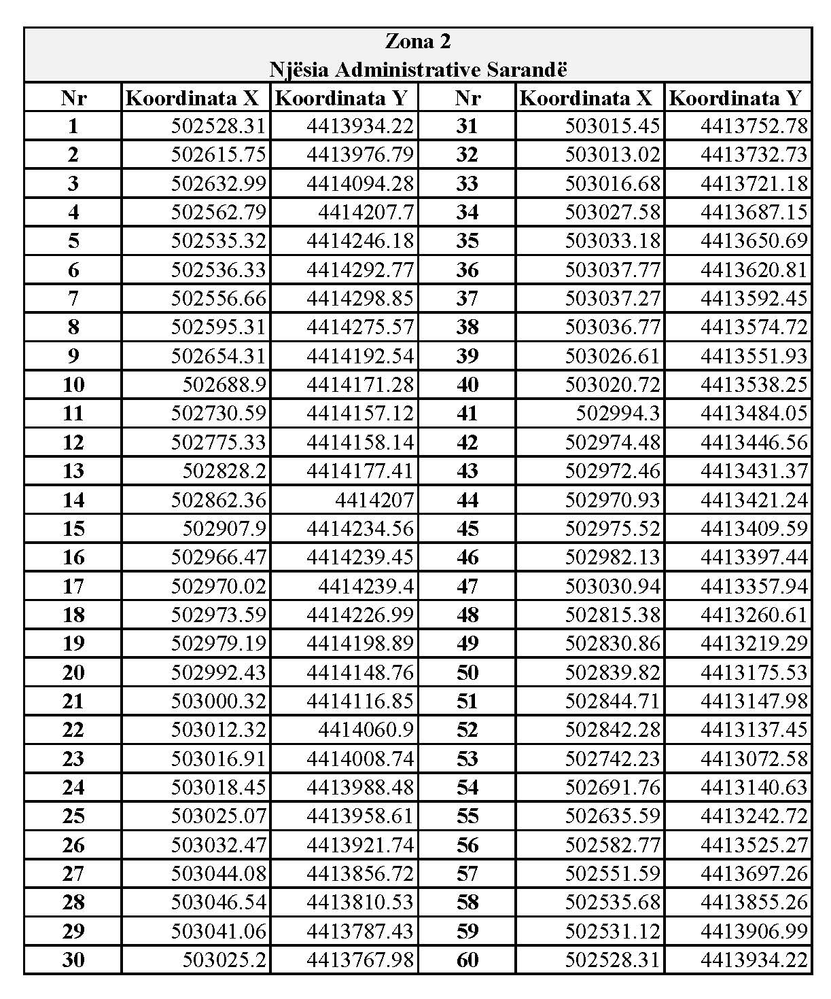 Zona 2
Njësia Administrative Sarandë
Nr Koordinata X Koordinata Y Nr Koordinata X Koordinata Y
1 502528.31 4413934.22 31 503015.45 4413752.78
2 502615.75 4413976.79 32 503013.02 4413732.73
3 502632.99 4414094.28 33 503016.68 4413721.18
4 502562.79 4414207.7 34 503027.58 4413687.15
5 502535.32 4414246.18 35 503033.18 4413650.69
6 502536.33 4414292.77 36 503037.77 4413620.81
7 502556.66 4414298.85 37 503037.27 4413592.45
8 502595.31 4414275.57 38 503036.77 4413574.72
9 502654.31 4414192.54 39 503026.61 4413551.93
10 502688.9 4414171.28 40 503020.72 4413538.25
11 502730.59 4414157.12 41 502994.3 4413484.05
12 502775.33 4414158.14 42 502974.48 4413446.56
13 502828.2 4414177.41 43 502972.46 4413431.37
14 502862.36 4414207 44 502970.93 4413421.24
15 502907.9 4414234.56 45 502975.52 4413409.59
16 502966.47 4414239.45 46 502982.13 4413397.44
17 502970.02 4414239.4 47 503030.94 4413357.94
18 502973.59 4414226.99 48 502815.38 4413260.61
19 502979.19 4414198.89 49 502830.86 4413219.29
20 502992.43 4414148.76 50 502839.82 4413175.53
21 503000.32 4414116.85 51 502844.71 4413147.98
22 503012.32 4414060.9 52 502842.28 4413137.45
23 503016.91 4414008.74 53 502742.23 4413072.58
24 503018.45 4413988.48 54 502691.76 4413140.63
25 503025.07 4413958.61 55 502635.59 4413242.72
26 503032.47 4413921.74 56 502582.77 4413525.27
27 503044.08 4413856.72 57 502551.59 4413697.26
28 503046.54 4413810.53 58 502535.68 4413855.26
29 503041.06 4413787.43 59 502531.12 4413906.99
30 503025.2 4413767.98 60 502528.31 4413934.22